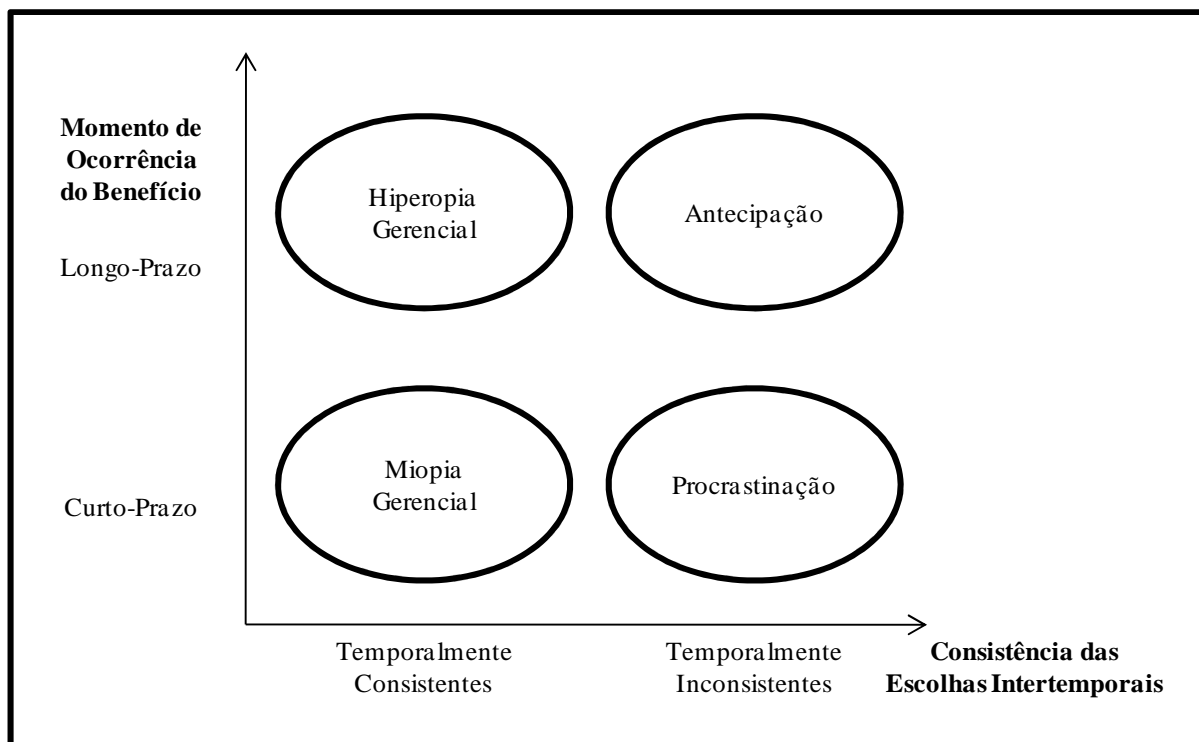 Momento de
Ocorrência
do Benefício
Hiperopia
Gerencial
Antecipação
Longo-Prazo
Miopia
Gerencial
Procrastinação
Curto-Prazo
Temporalmente
Consistentes
Temporalmente
Inconsistentes
Consistência das
Escolhas Intertemporais